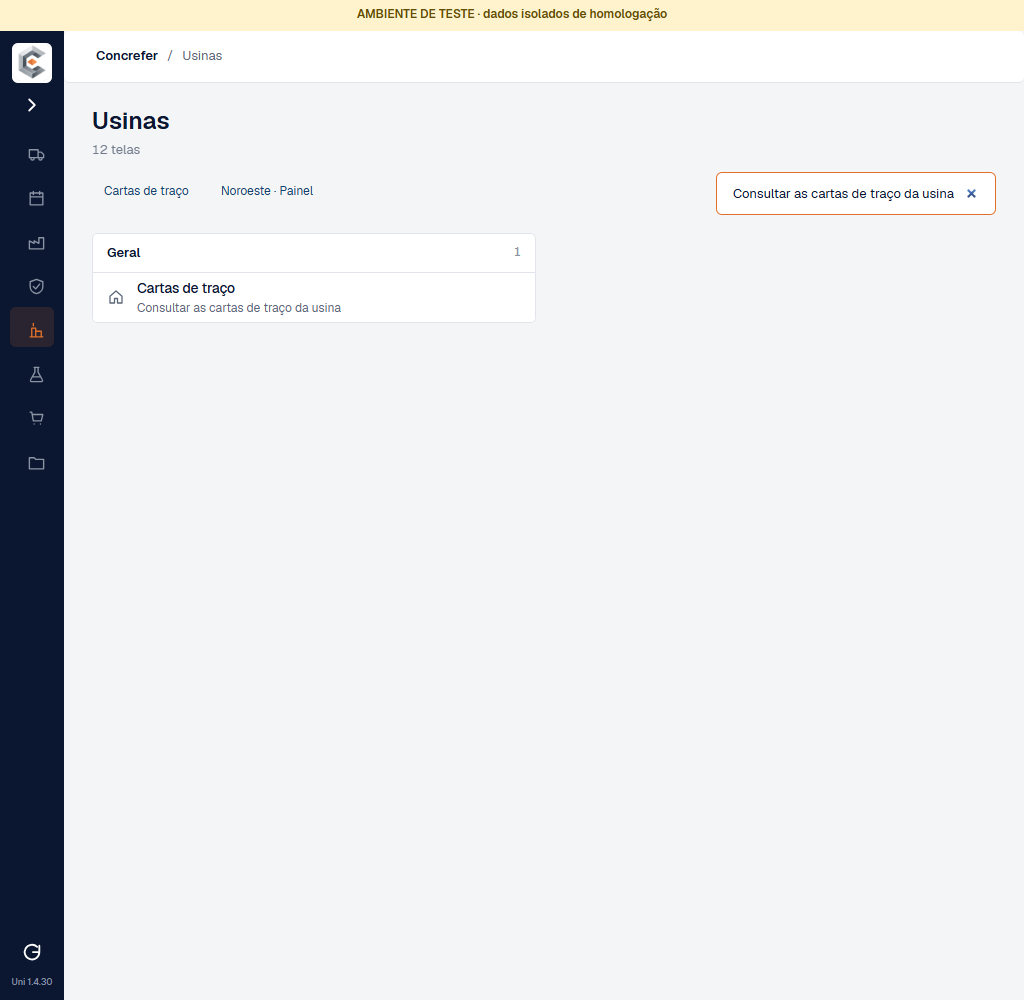 AMBIENTE DE TESTE · dados isolados de homologação
Concrefer / Usinas
Usinas
12 telas
Cartas de traço
Noroeste · Painel
Consultar as cartas de traço da usina ×
Geral 1
Cartas de traço
Consultar as cartas de traço da usina
Uni 1.4.30